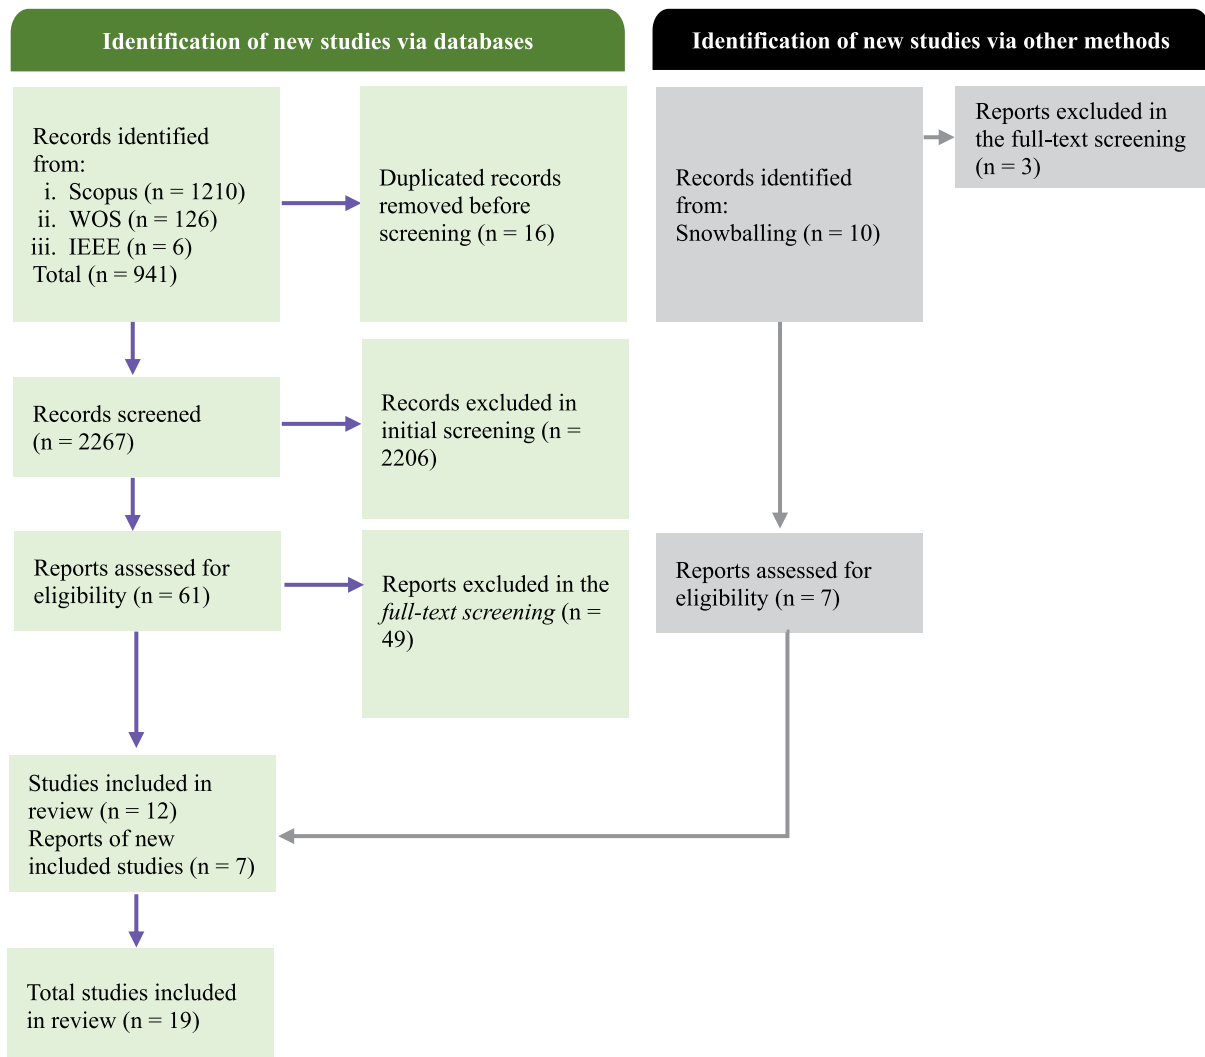 Identification of new studies via databases
Identification of new studies via other methods
Records identified
from:
i. Scopus (n = 1210)
ii. WOS (n = 126)
iii. IEEE (n = 6)
Total (n = 941)
Duplicated records
removed before
screening (n = 16)
Records identified
from:
Snowballing (n = 10)
Reports excluded in
the full-text screening
(n = 3)
Records screened
(n = 2267)
Records excluded in
initial screening (n =
2206)
Reports assessed for
eligibility (n = 61)
Reports excluded in the
full-text screening (n =
49)
Reports assessed for
eligibility (n = 7)
Studies included in
review (n = 12)
Reports of new
included studies (n = 7)
Total studies included
in review (n = 19)